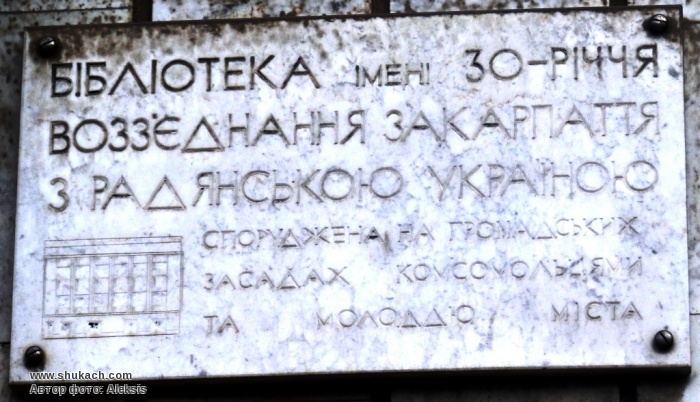 БІБЛІОТЕКА ІМЕНІ 30-РІЧЧЯ
ВОЗЗ'ЄДНАННЯ ЗАКАРПАТТЯ
З РАДЯНСЬКОЮ УКРАЇНОЮ
СПОРУДЖЕНА НА ГРОМАДСЬКИХ
ЗАСАДАХ КОМСОМОЛЬЦЯМИ
ТА МОЛОДДЮ МІСТА
www.shukach.com
Автор фото: Aleksis